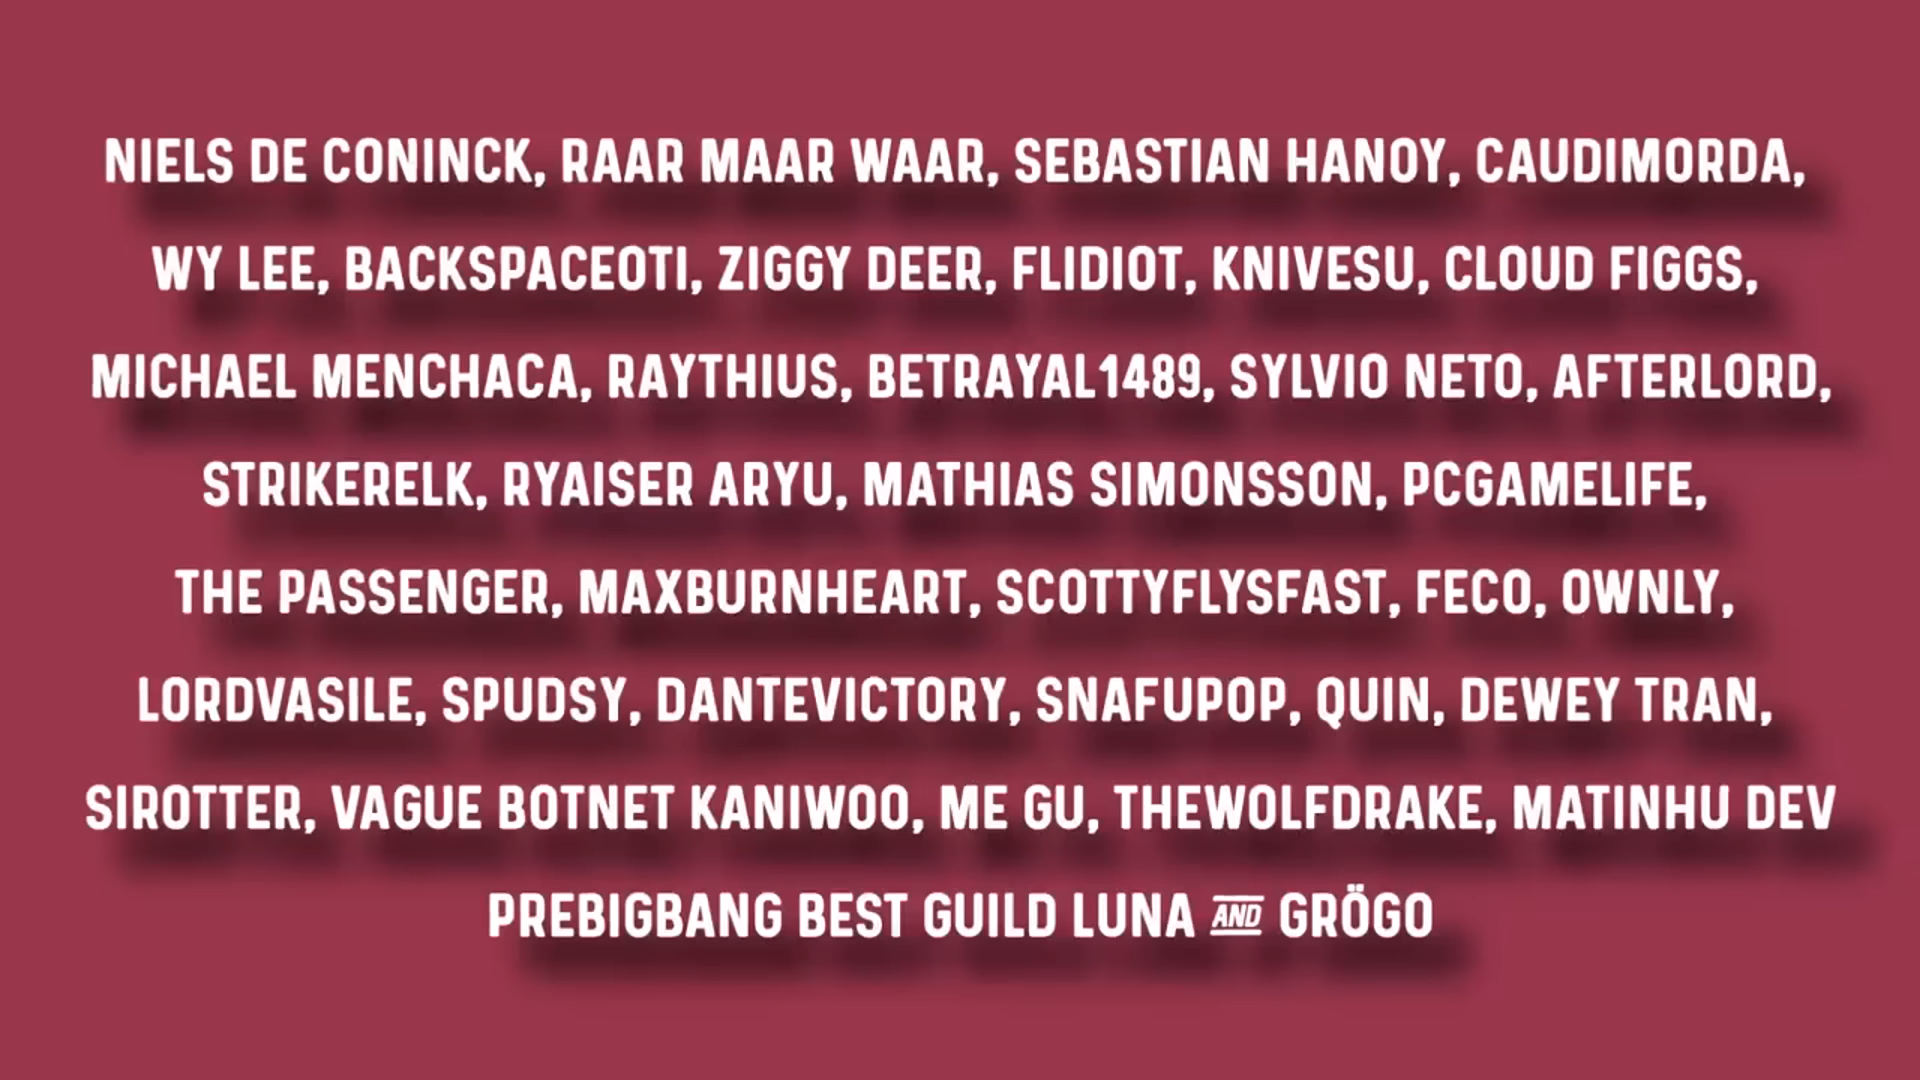 NIELS DE CONINCK, RAAR MAAR WAAR, SEBASTIAN HANOY, CAUDIMORDA,
WY LEE, BACKSPACEOTI, ZIGGY DEER, FLIDIOT, KNIVESU, CLOUD FIGGS,
MICHAEL MENCHACA, RAYTHIUS, BETRAYAL1489, SYLVIO NETO, AFTERLORD,
STRIKERELK, RYAISER ARYU, MATHIAS SIMONSSON, PCGAMELIFE,
THE PASSENGER, MAXBURNHEART, SCOTTYFLYSFAST, FECO, OWNLY,
LORDVASILE, SPUDSY, DANTEVICTORY, SNAFUPOP, QUIN, DEWEY TRAN,
SIROTTER, VAGUE BOTNET KANIWOO, ME GU, THEWOLFDRAKE, MATINHU DEV
PREBIGBANG BEST GUILD LUNA AND GRÖGO